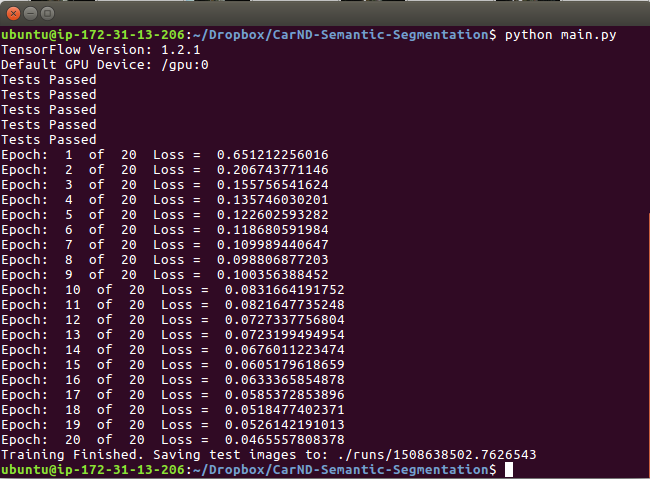 ubuntu@ip-172-31-13-206:~/Dropbox/CarND-Semantic-Segmentation$ python main.py
TensorFlow Version: 1.2.1
Default GPU Device: /gpu:0
Tests Passed
Tests Passed
Tests Passed
Tests Passed
Tests Passed
Epoch:  1  of  20  Loss =  0.651212256016
Epoch:  2  of  20  Loss =  0.206743771146
Epoch:  3  of  20  Loss =  0.155756541624
Epoch:  4  of  20  Loss =  0.135746030201
Epoch:  5  of  20  Loss =  0.122602593282
Epoch:  6  of  20  Loss =  0.118680591984
Epoch:  7  of  20  Loss =  0.109989440647
Epoch:  8  of  20  Loss =  0.098806877203
Epoch:  9  of  20  Loss =  0.100356388452
Epoch:  10  of  20  Loss =  0.0831664191752
Epoch:  11  of  20  Loss =  0.0821647735248
Epoch:  12  of  20  Loss =  0.0727337756804
Epoch:  13  of  20  Loss =  0.0723199494954
Epoch:  14  of  20  Loss =  0.0676011223474
Epoch:  15  of  20  Loss =  0.0605179618659
Epoch:  16  of  20  Loss =  0.0633365854878
Epoch:  17  of  20  Loss =  0.0585372853896
Epoch:  18  of  20  Loss =  0.0518477402371
Epoch:  19  of  20  Loss =  0.0526142191013
Epoch:  20  of  20  Loss =  0.0465557808378
Training Finished. Saving test images to: ./runs/1508638502.7626543
ubuntu@ip-172-31-13-206:~/Dropbox/CarND-Semantic-Segmentation$